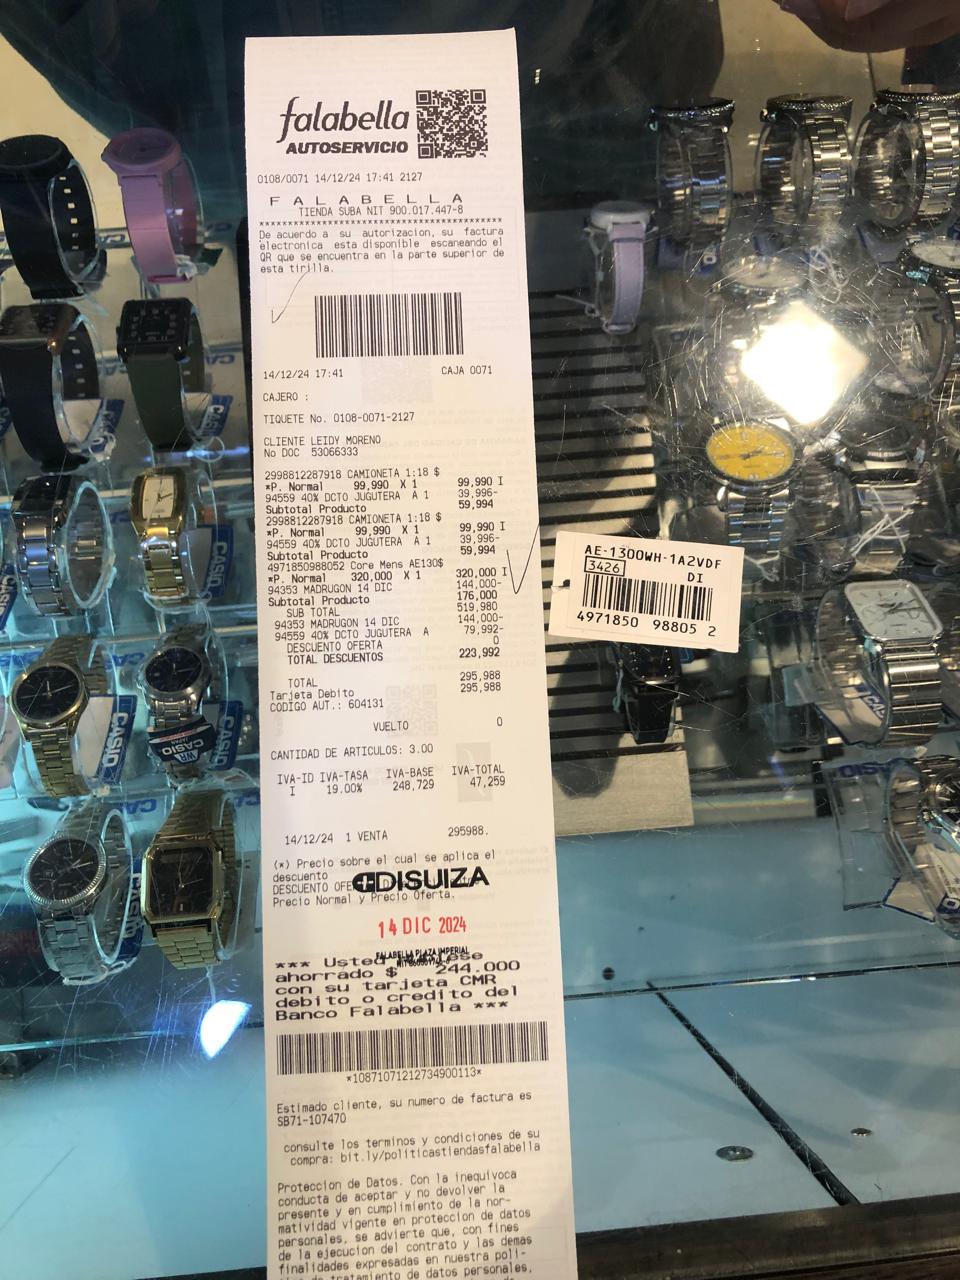 falabella
AUTOSERVICIO
0108/0071 14/12/24 17:41 2127
F A L A B E L L A
TIENDA SUBA NIT 900.017.447-8
De acuerdo a su autorizacion, su factura
electronica esta disponible escaneando el
QR que se encuentra en la parte superior de
esta tirilla.
14/12/24 17:41 CAJA 0071
CAJERO :
TIQUETE No. 0108-0071-2127
CLIENTE LEIDY MORENO
No DOC 53066333
2998812287918 CAMIONETA 1:18 $
*P. Normal 99,990 X 1 99,990 I
94559 40% DCTO JUGUTERA A 1 39,996-
Subtotal Producto 59,994
2998812287918 CAMIONETA 1:18 $
*P. Normal 99,990 X 1 99,990 I
94559 40% DCTO JUGUTERA A 1 39,996-
Subtotal Producto 59,994
4971850988052 Core Mens AE130$
*P. Normal 320,000 X 1 320,000 I
94353 MADRUGON 14 DIC 144,000-
Subtotal Producto 176,000
SUB TOTAL 519,980
94353 MADRUGON 14 DIC 144,000-
94559 40% DCTO JUGUTERA A 79,992-
DESCUENTO OFERTA 0
TOTAL DESCUENTOS 223,992
TOTAL 295,988
Tarjeta Debito 295,988
CODIGO AUT.: 604131
VUELTO 0
CANTIDAD DE ARTICULOS: 3.00
IVA-ID IVA-TASA IVA-BASE IVA-TOTAL
I 19.00% 248,729 47,259
14/12/24 1 VENTA 295988.
(*) Precio sobre el cual se aplica el
descuento
DISUIZA
DESCUENTO
Precio Normal y Precio Oferta.
14 DIC 2024
FALABELLA PLAZA IMPERIAL
*** Usted
ahorrado $ 244.000
con su tarjeta CMR
debito o credito del
Banco Falabella ***
*10871071212734900113*
Estimado cliente, su numero de factura es
SB71-107470
consulte los terminos y condiciones de su
compra: bit.ly/politicastiendasfalabella
Proteccion de Datos. Con la inequivoca
conducta de aceptar y no devolver la
presente y en cumplimiento de la nor-
matividad vigente en proteccion de datos
personales, se advierte que, con fines
de la ejecucion del contrato y las demas
finalidades expresadas en nuestra poli-
tratamiento de datos personales,
AE-1300WH-1A2VDF
3426 DI
4971850 98805 2
CASIO
CASIO
CASIO
CASIO
CASIO